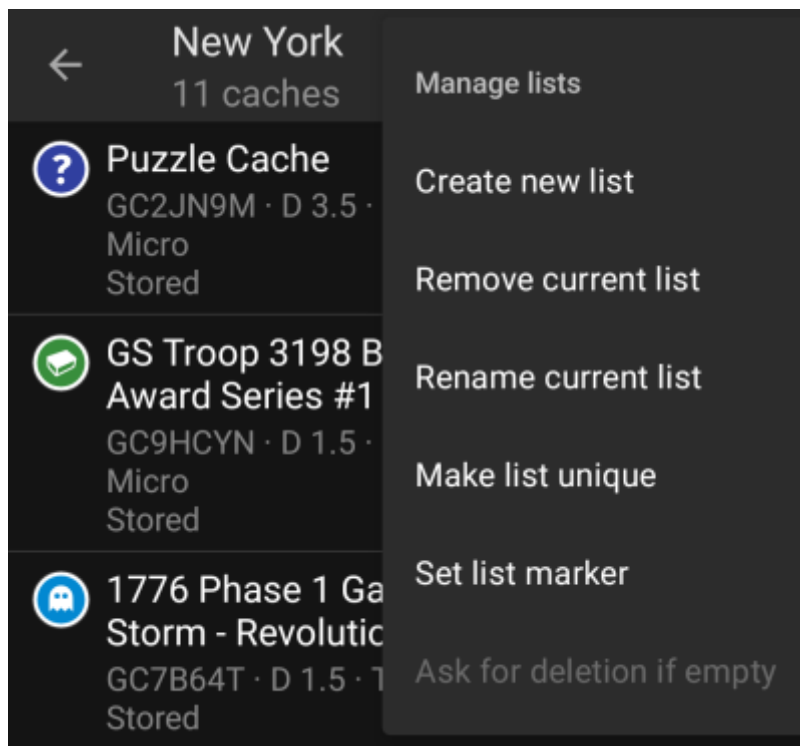 New York
11 caches
Puzzle Cache
GC2JN9M · D 3.5 ·
Micro
Stored
GS Troop 3198 B
Award Series #1
GC9HCYN · D 1.5 ·
Micro
Stored
1776 Phase 1 Ga
Storm - Revolutio
GC7B64T · D 1.5 · T
Stored
Manage lists
Create new list
Remove current list
Rename current list
Make list unique
Set list marker
Ask for deletion if empty